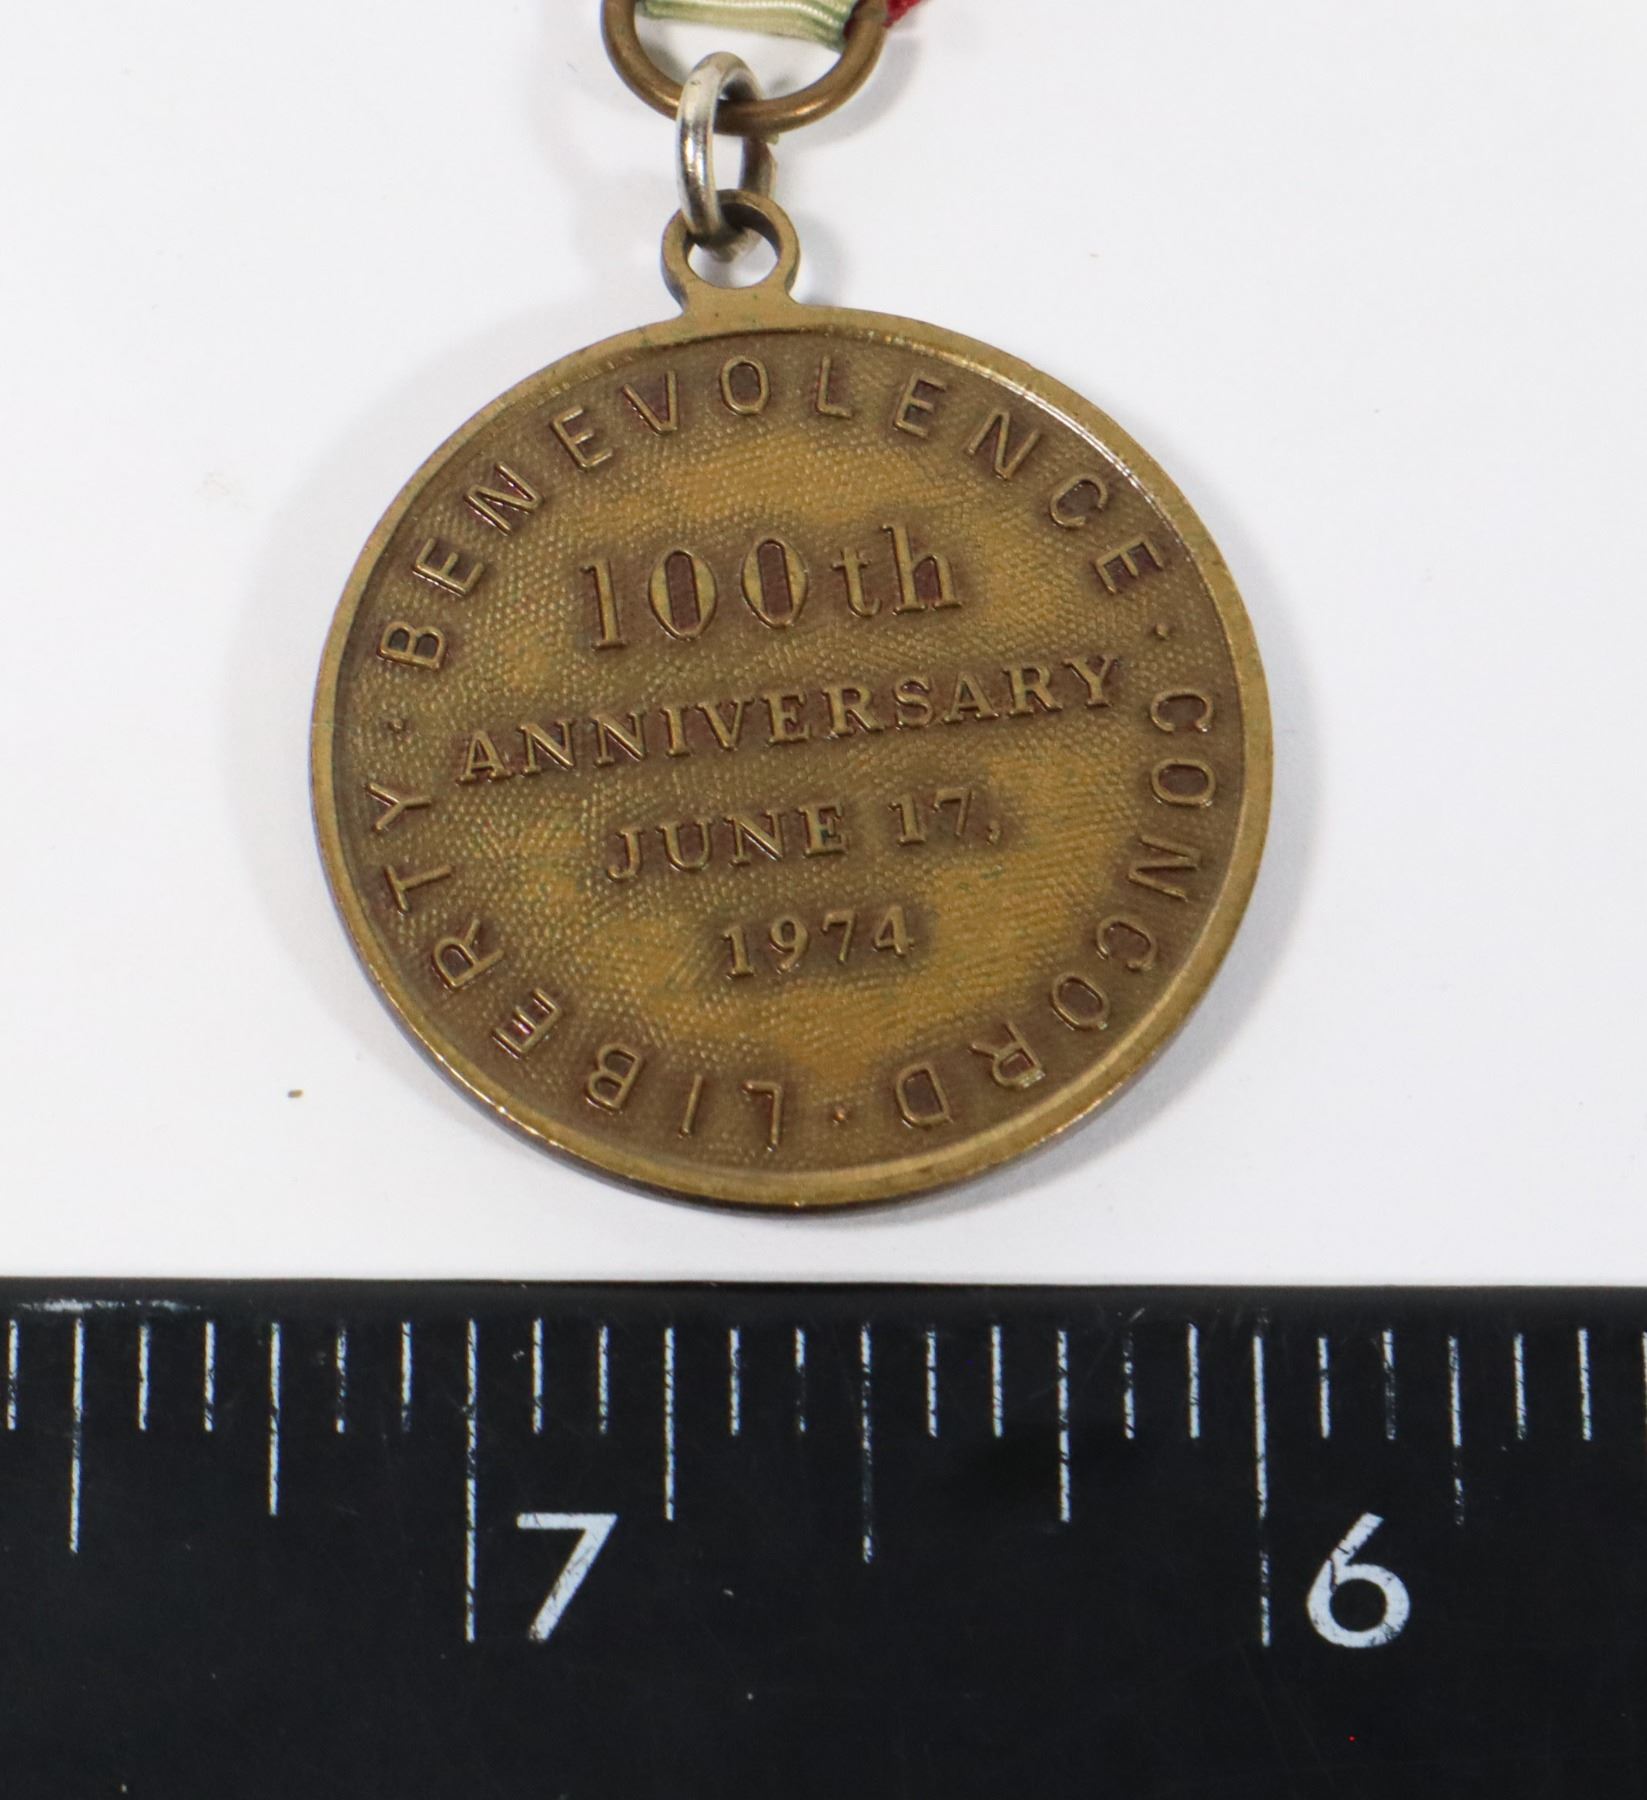 LIBERTY · BENEVOLENCE · CONCORD ·
100th
ANNIVERSARY
JUNE 17,
1974
7 6